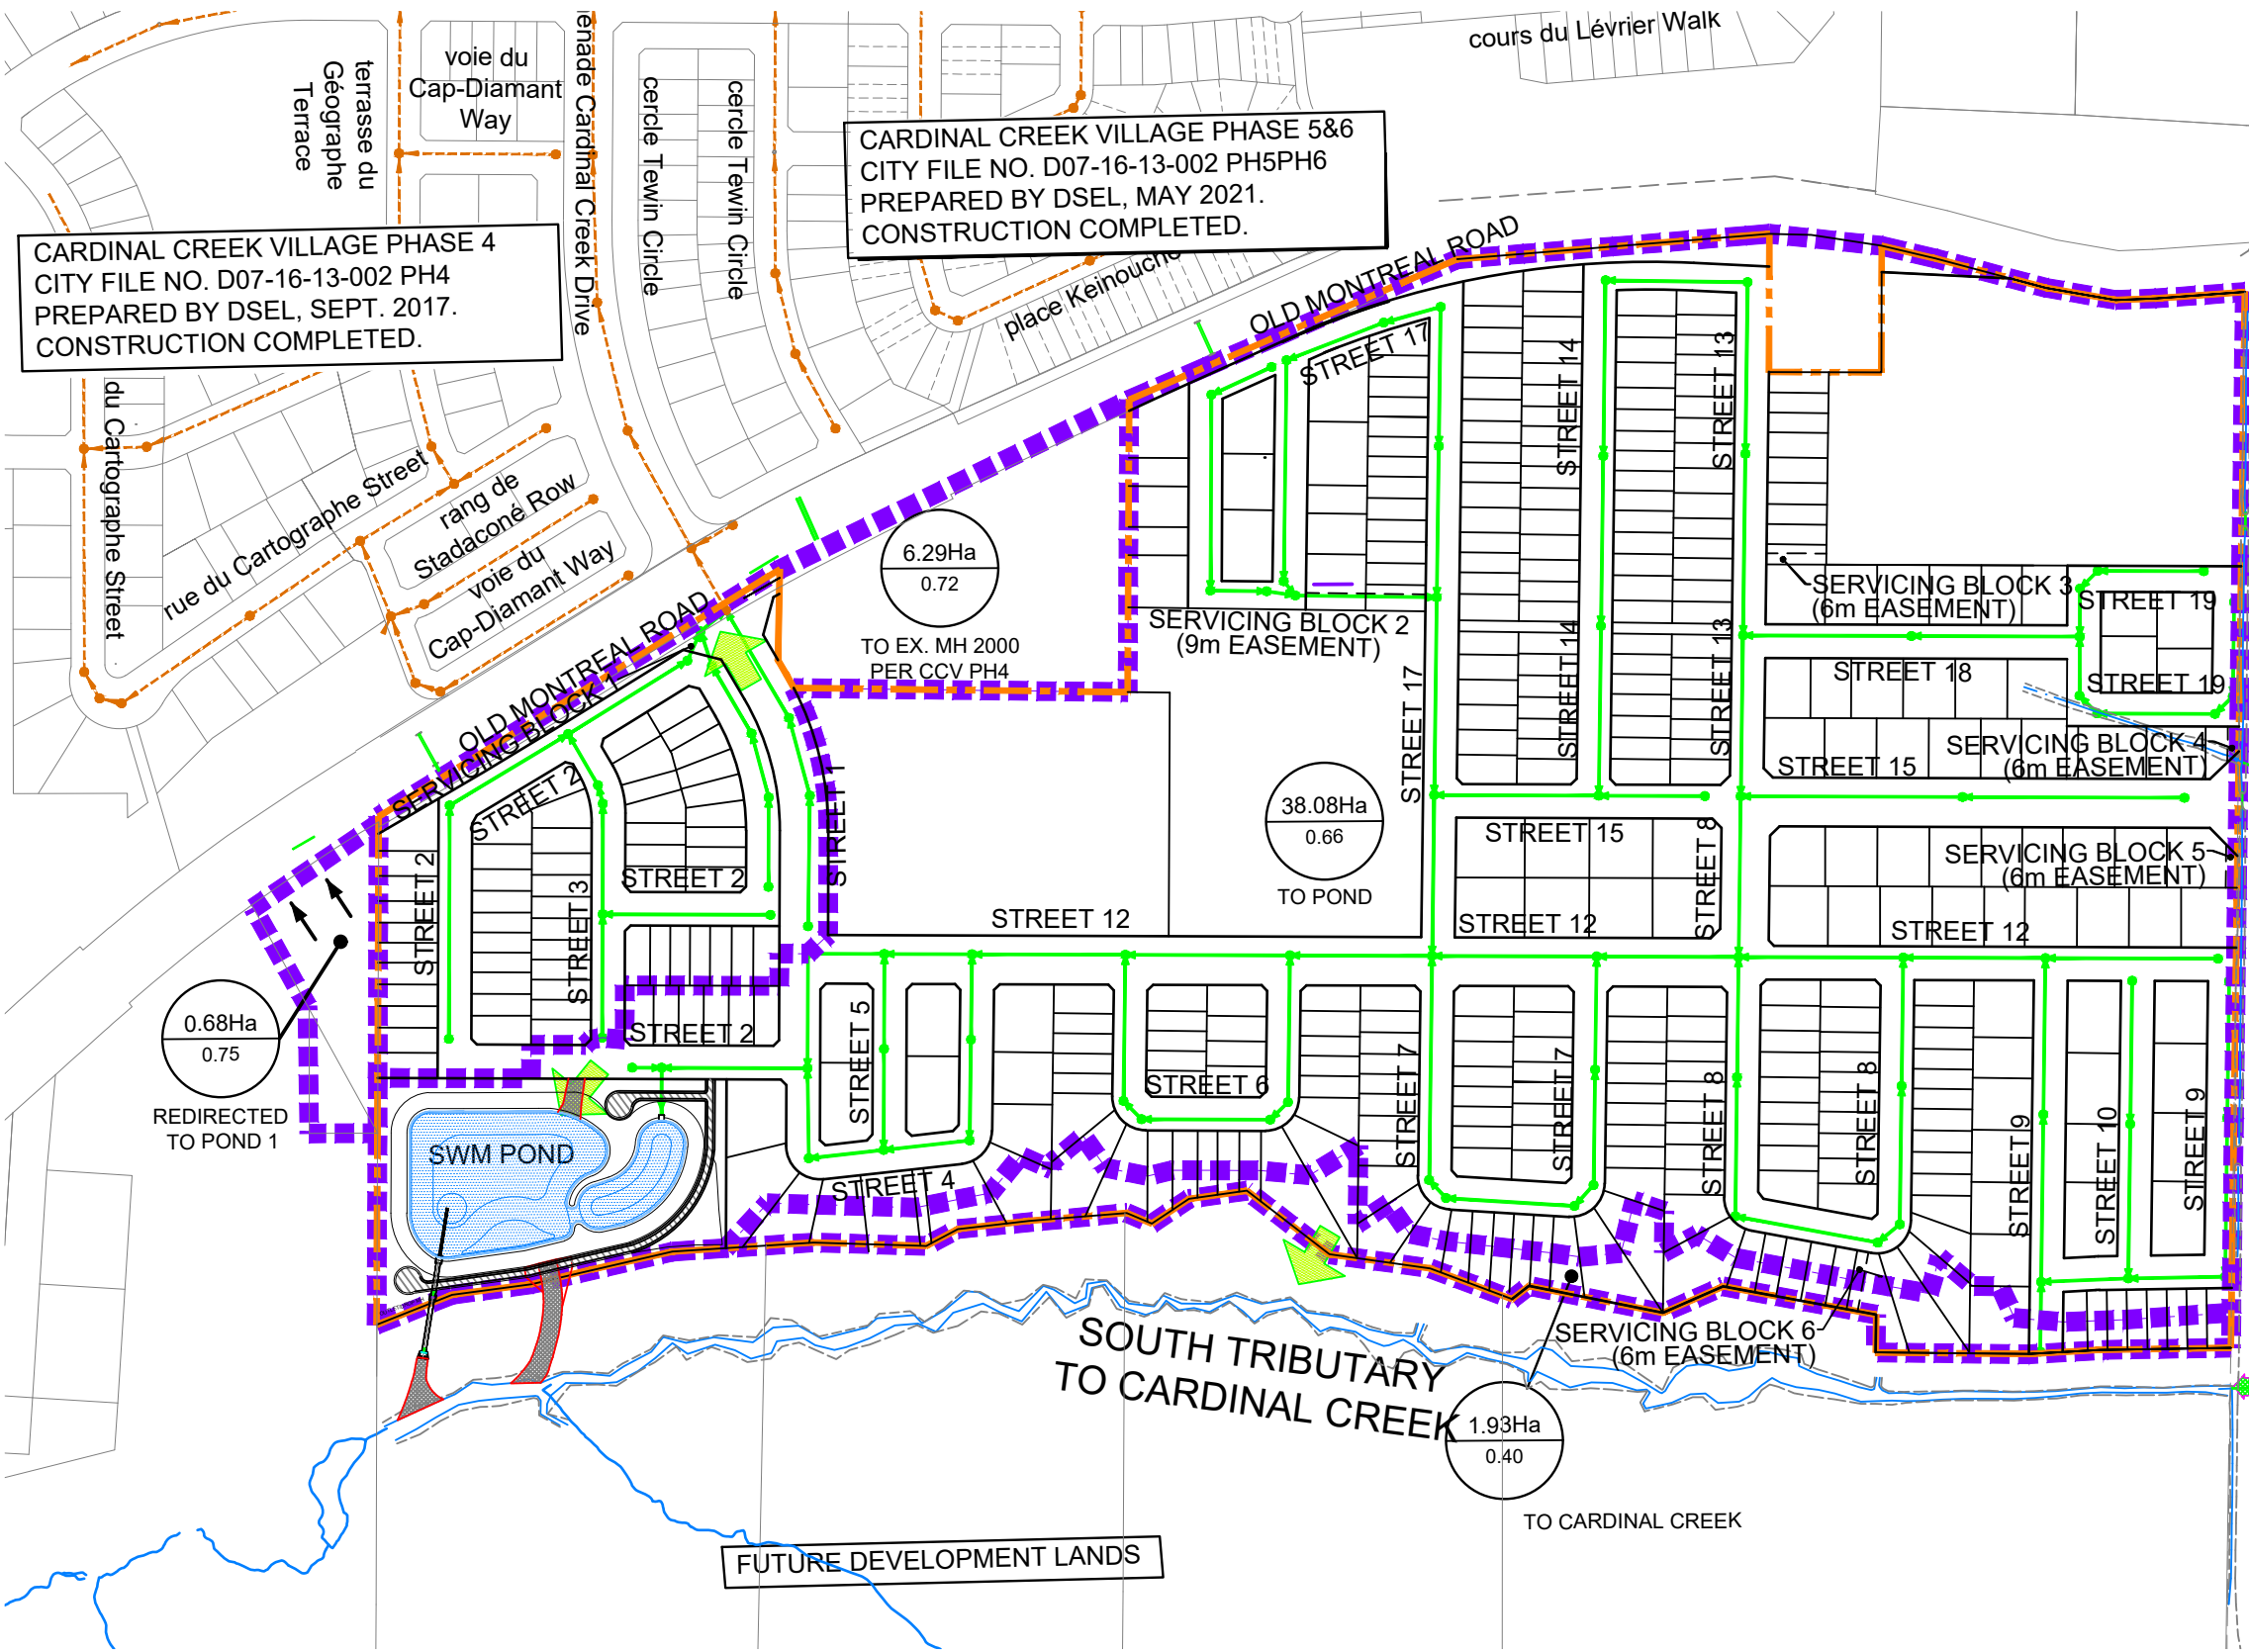 cours du Lévrier Walk
voie du
Cap-Diamant
Way
terrasse du
Géographe
Terrace
enade Cardinal Creek Drive
cercle Tewin Circle
cercle Tewin Circle
CARDINAL CREEK VILLAGE PHASE 5&6
CITY FILE NO. D07-16-13-002 PH5PH6
PREPARED BY DSEL, MAY 2021.
CONSTRUCTION COMPLETED.
CARDINAL CREEK VILLAGE PHASE 4
CITY FILE NO. D07-16-13-002 PH4
PREPARED BY DSEL, SEPT. 2017.
CONSTRUCTION COMPLETED.
place Keinouche
OLD MONTREAL ROAD
STREET 17
STREET 14
STREET 13
du Cartographe Street
rue du Cartographe Street
rang de
Stadaconé Row
voie du
Cap-Diamant Way
6.29Ha
0.72
TO EX. MH 2000
PER CCV PH4
SERVICING BLOCK 2
(9m EASEMENT)
SERVICING BLOCK 3
(6m EASEMENT)
STREET 19
STREET 14
STREET 13
STREET 18
STREET 19
OLD MONTREAL ROAD
SERVICING BLOCK 1
STREET 17
SERVICING BLOCK 4
(6m EASEMENT)
STREET 15
STREET 2
STREET 1
38.08Ha
0.66
TO POND
STREET 15
STREET 8
SERVICING BLOCK 5
(6m EASEMENT)
STREET 2
STREET 3
STREET 2
STREET 12
STREET 12
STREET 12
0.68Ha
0.75
REDIRECTED
TO POND 1
STREET 2
STREET 5
STREET 6
STREET 7
STREET 7
STREET 8
STREET 8
STREET 9
STREET 10
STREET 9
SWM POND
STREET 4
SERVICING BLOCK 6
(6m EASEMENT)
SOUTH TRIBUTARY
TO CARDINAL CREEK
1.93Ha
0.40
TO CARDINAL CREEK
FUTURE DEVELOPMENT LANDS